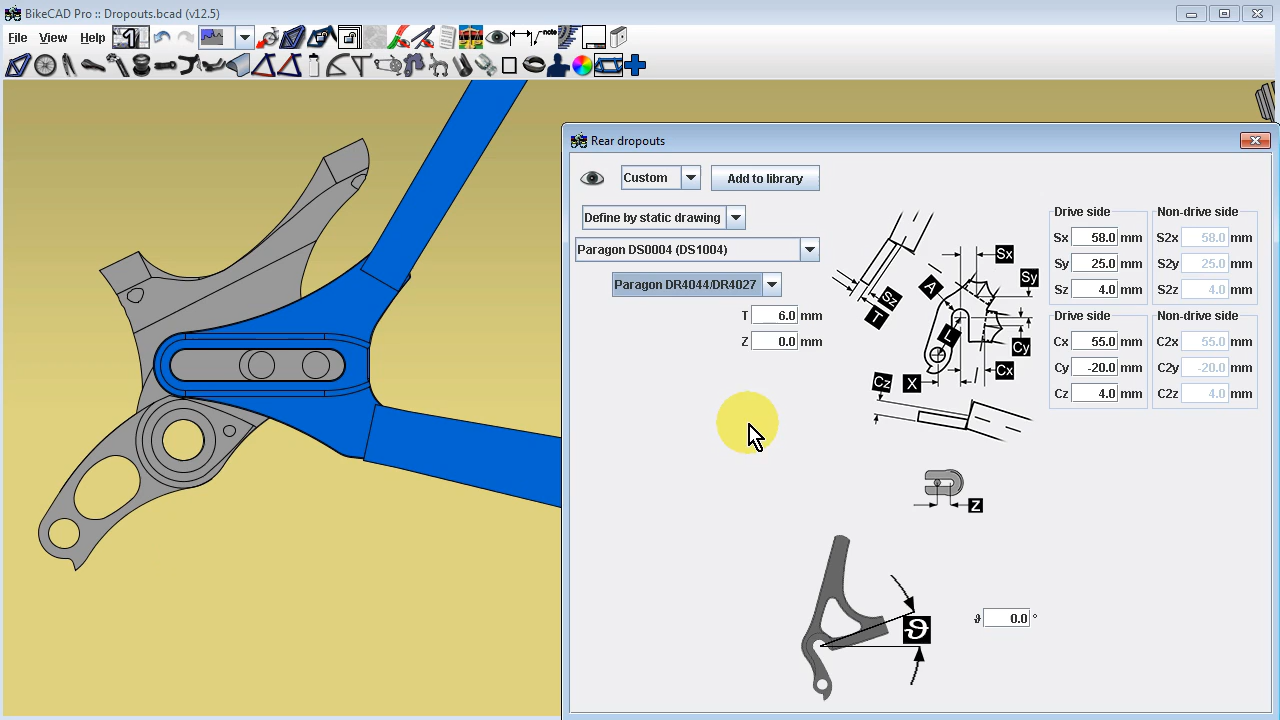 BikeCAD Pro :: Dropouts.bcad (v12.5)
File View Help
note
Rear dropouts
Custom Add to library
Define by static drawing
Paragon DS0004 (DS1004)
Paragon DR4044/DR4027
T 6.0 mm
Z 0.0 mm
Sx
Sy
A
Sz
T
L
Cy
Cx
Cz
X
Z
ϑ
ϑ 0.0 °
Drive side
Sx 58.0 mm
Sy 25.0 mm
Sz 4.0 mm
Non-drive side
S2x 58.0 mm
S2y 25.0 mm
S2z 4.0 mm
Drive side
Cx 55.0 mm
Cy -20.0 mm
Cz 4.0 mm
Non-drive side
C2x 55.0 mm
C2y -20.0 mm
C2z 4.0 mm